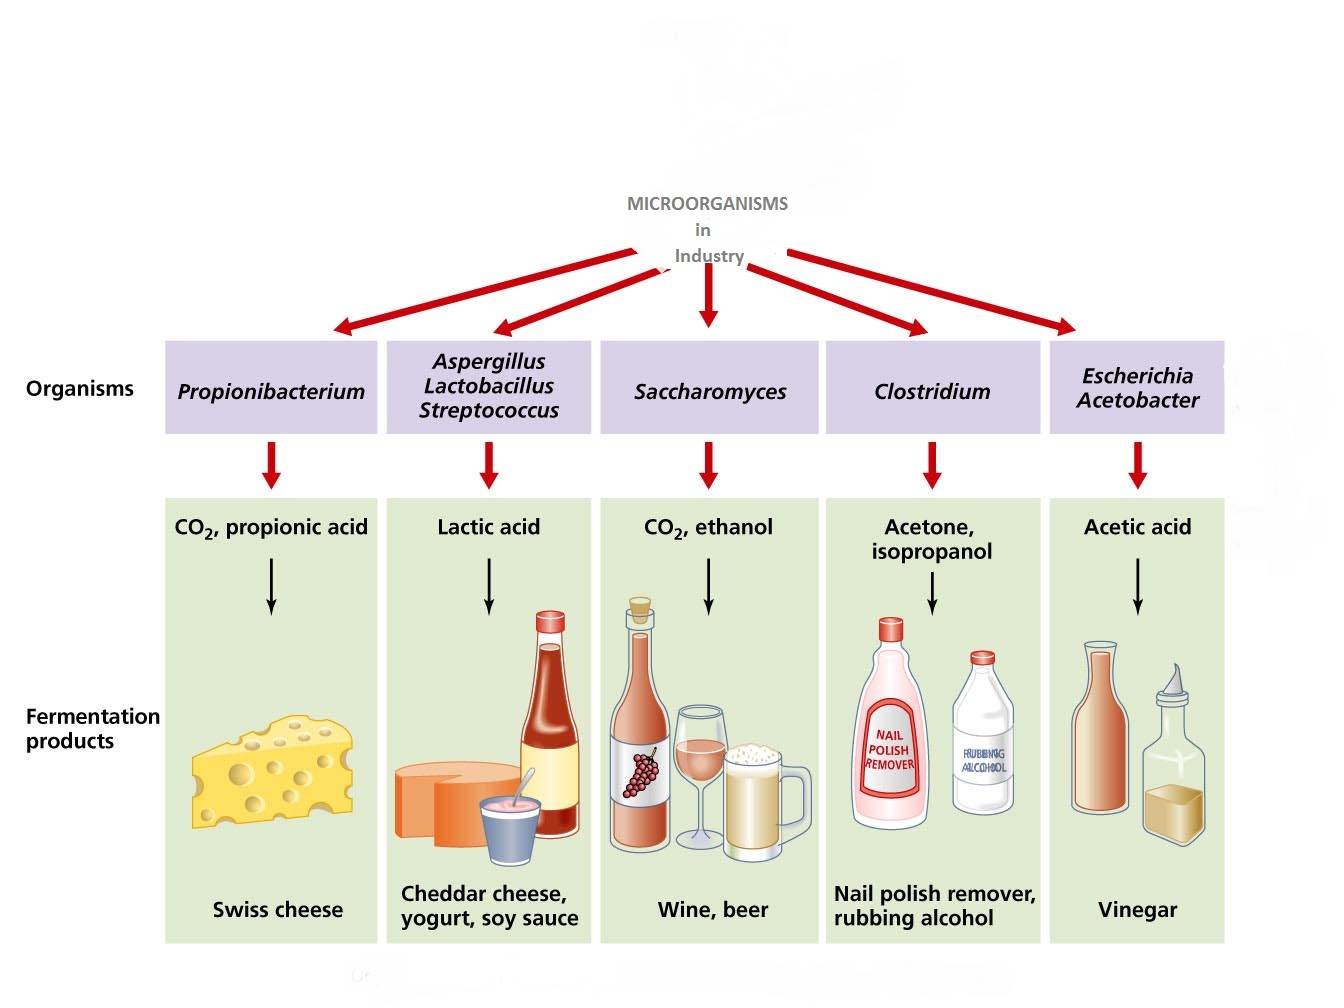 MICROORGANISMS
in
Industry
Organisms
Propionibacterium
Aspergillus
Lactobacillus
Streptococcus
Saccharomyces
Clostridium
Escherichia
Acetobacter
Fermentation
products
CO₂, propionic acid
Swiss cheese
Lactic acid
Cheddar cheese,
yogurt, soy sauce
CO₂, ethanol
Wine, beer
Acetone,
isopropanol
NAIL
POLISH
REMOVER
RUBBING
ALCOHOL
Nail polish remover,
rubbing alcohol
Acetic acid
Vinegar